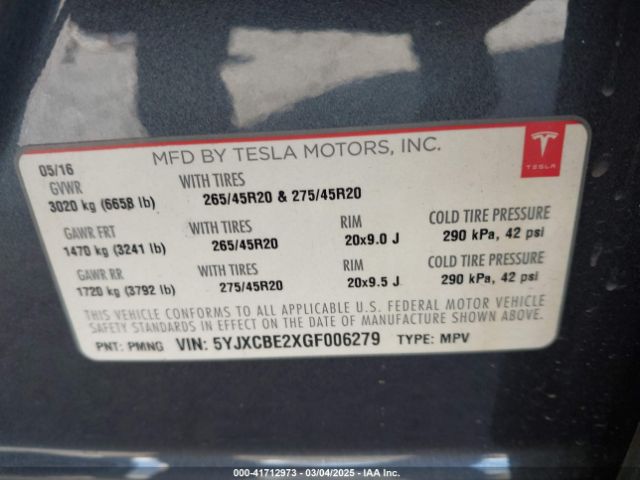 05/16 MFD BY TESLA MOTORS, INC.
TESLA
GVWR WITH TIRES
3020 kg (6658 lb) 265/45R20 & 275/45R20
GAWR FRT WITH TIRES RIM COLD TIRE PRESSURE
1470 kg (3241 lb) 265/45R20 20x9.0 J 290 kPa, 42 psi
GAWR RR WITH TIRES RIM COLD TIRE PRESSURE
1720 kg (3792 lb) 275/45R20 20x9.5 J 290 kPa, 42 psi
THIS VEHICLE CONFORMS TO ALL APPLICABLE U.S. FEDERAL MOTOR VEHICLE
SAFETY STANDARDS IN EFFECT ON THE DATE OF MANUFACTURE SHOWN ABOVE.
PNT: PMNG VIN: 5YJXCBE2XGF006279 TYPE: MPV
000-41712973 - 03/04/2025 - IAA Inc.